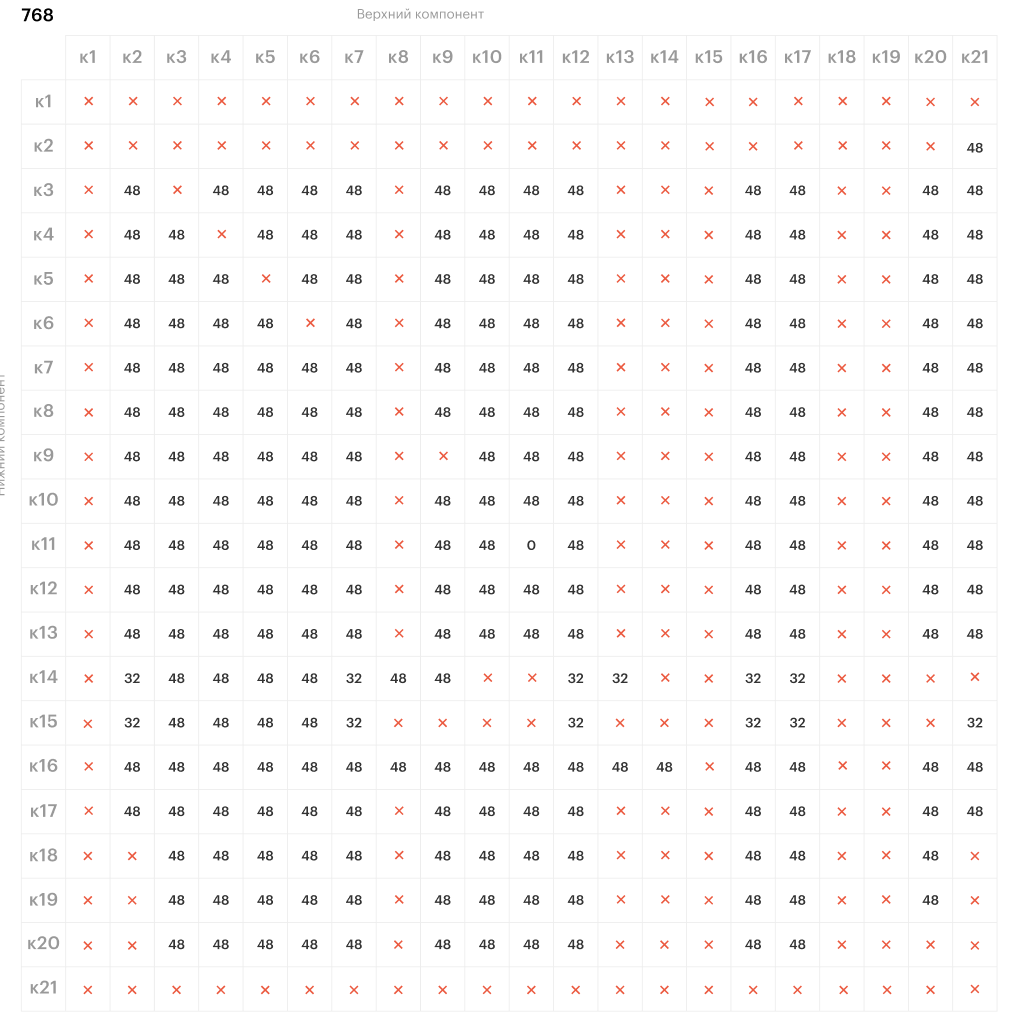 768 Верхний компонент
к1 к2 к3 к4 к5 к6 к7 к8 к9 к10 к11 к12 к13 к14 к15 к16 к17 к18 к19 к20 к21
к1 × × × × × × × × × × × × × × × × × × × × ×
к2 × × × × × × × × × × × × × × × × × × × × 48
к3 × 48 × 48 48 48 48 × 48 48 48 48 × × × 48 48 × × 48 48
к4 × 48 48 × 48 48 48 × 48 48 48 48 × × × 48 48 × × 48 48
к5 × 48 48 48 × 48 48 × 48 48 48 48 × × × 48 48 × × 48 48
к6 × 48 48 48 48 × 48 × 48 48 48 48 × × × 48 48 × × 48 48
к7 × 48 48 48 48 48 48 × 48 48 48 48 × × × 48 48 × × 48 48
к8 × 48 48 48 48 48 48 × 48 48 48 48 × × × 48 48 × × 48 48
к9 × 48 48 48 48 48 48 × × 48 48 48 × × × 48 48 × × 48 48
к10 × 48 48 48 48 48 48 × 48 48 48 48 × × × 48 48 × × 48 48
к11 × 48 48 48 48 48 48 × 48 48 0 48 × × × 48 48 × × 48 48
к12 × 48 48 48 48 48 48 × 48 48 48 48 × × × 48 48 × × 48 48
к13 × 48 48 48 48 48 48 × 48 48 48 48 × × × 48 48 × × 48 48
к14 × 32 48 48 48 48 32 48 48 × × 32 32 × × 32 32 × × × ×
к15 × 32 48 48 48 48 32 × × × × 32 × × × 32 32 × × × 32
к16 × 48 48 48 48 48 48 48 48 48 48 48 48 48 × 48 48 × × 48 48
к17 × 48 48 48 48 48 48 × 48 48 48 48 × × × 48 48 × × 48 48
к18 × × 48 48 48 48 48 × 48 48 48 48 × × × 48 48 × × 48 ×
к19 × × 48 48 48 48 48 × 48 48 48 48 × × × 48 48 × × 48 ×
к20 × × 48 48 48 48 48 × 48 48 48 48 × × × 48 48 × × × ×
к21 × × × × × × × × × × × × × × × × × × × × ×
Нижний компонент